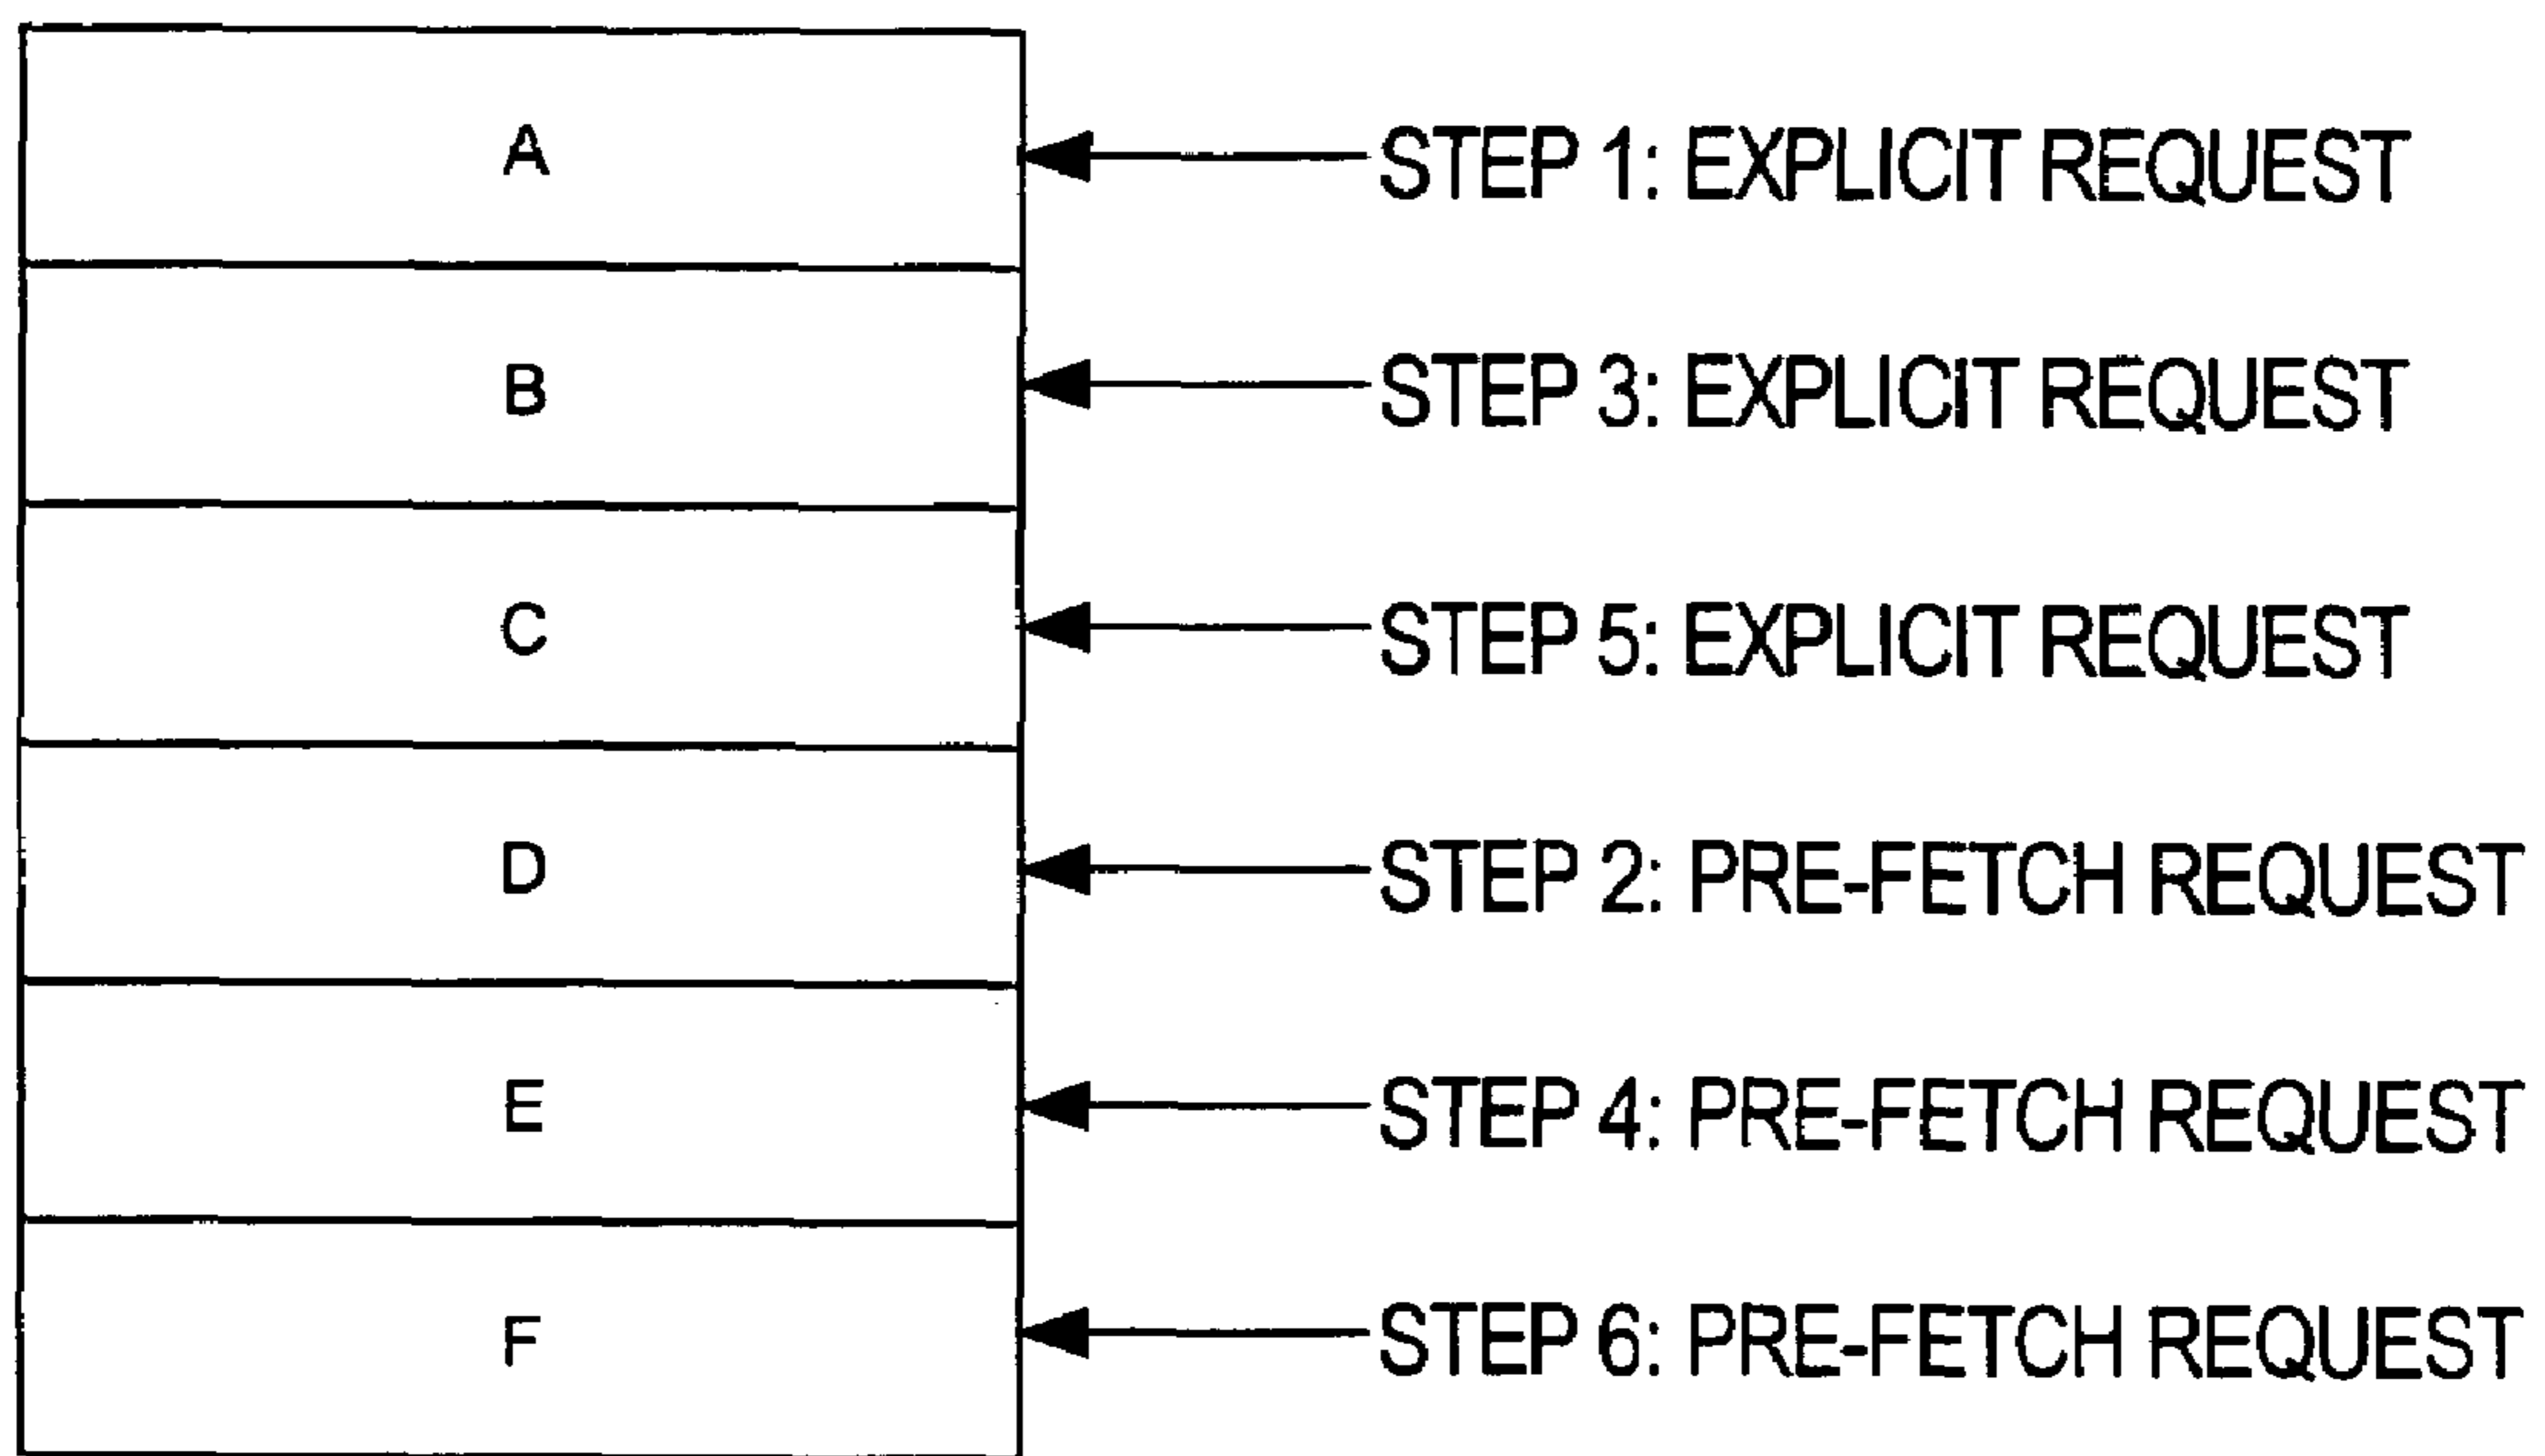 A
STEP 1: EXPLICIT REQUEST
B
STEP 3: EXPLICIT REQUEST
C
STEP 5: EXPLICIT REQUEST
D
STEP 2: PRE-FETCH REQUEST
E
STEP 4: PRE-FETCH REQUEST
F
STEP 6: PRE-FETCH REQUEST